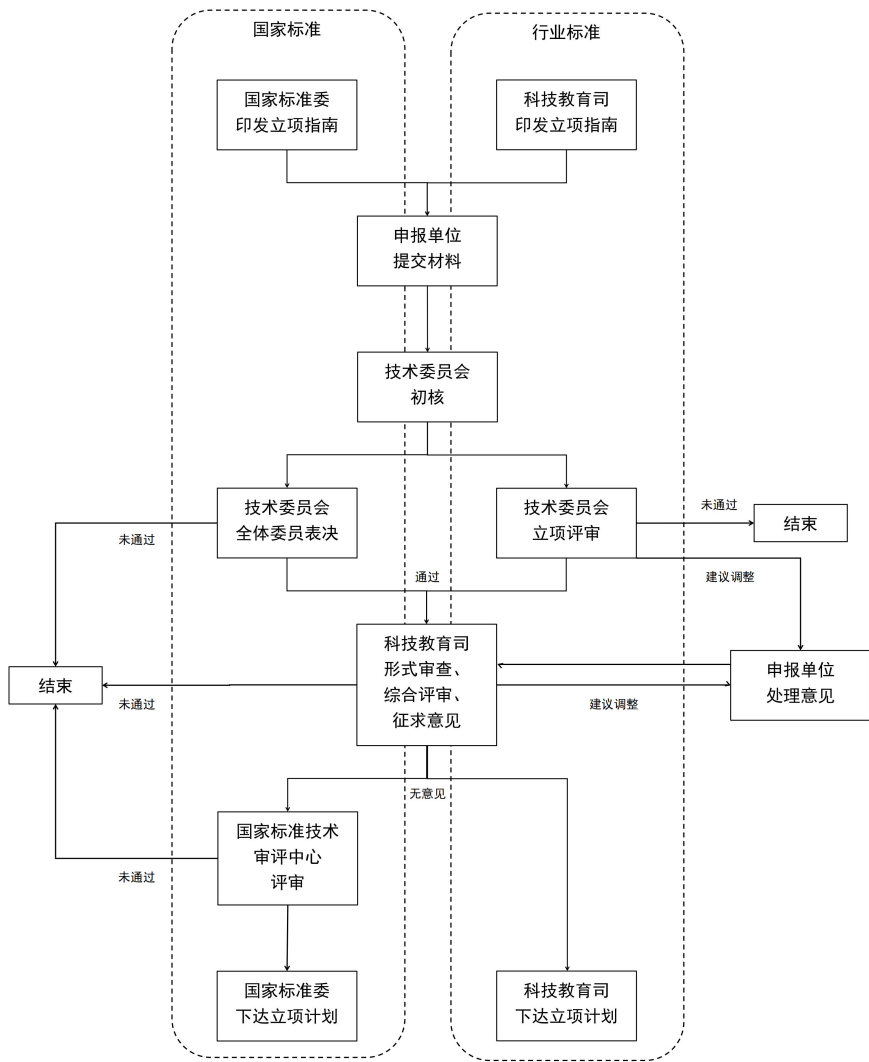 国家标准
行业标准
国家标准委
印发立项指南
科技教育司
印发立项指南
申报单位
提交材料
技术委员会
初核
技术委员会
全体委员表决
技术委员会
立项评审
未通过
结束
未通过
通过
建议调整
科技教育司
形式审查、
综合评审、
征求意见
申报单位
处理意见
结束
未通过
建议调整
无意见
国家标准技术
审评中心
评审
未通过
国家标准委
下达立项计划
科技教育司
下达立项计划